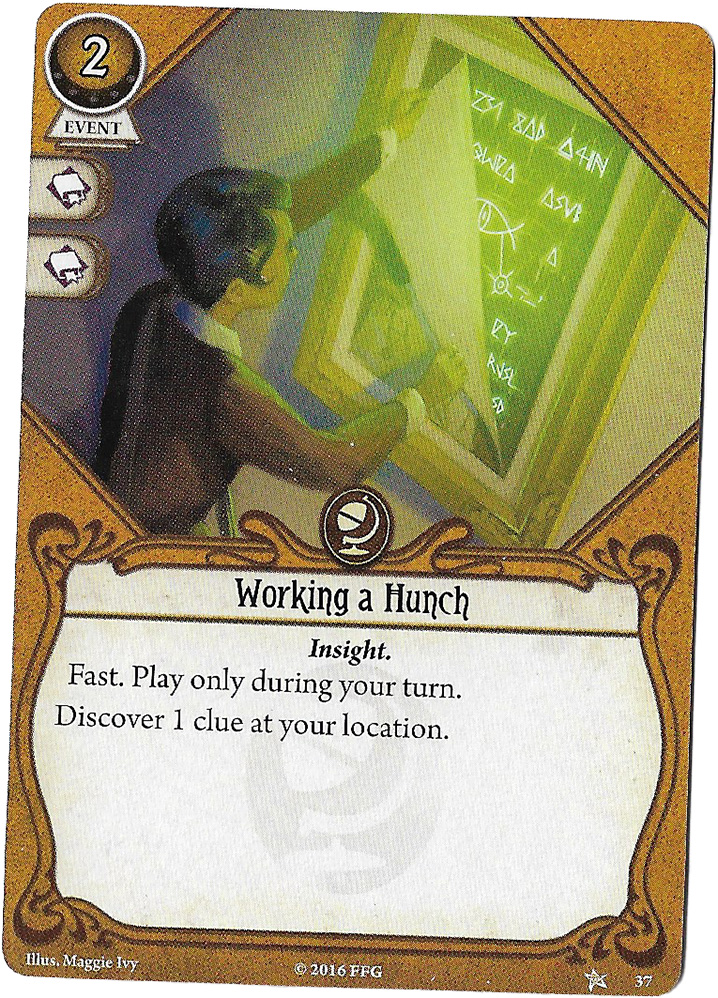 2
EVENT
Working a Hunch
Insight.
Fast. Play only during your turn.
Discover 1 clue at your location.
Illus. Maggie Ivy
© 2016 FFG
37